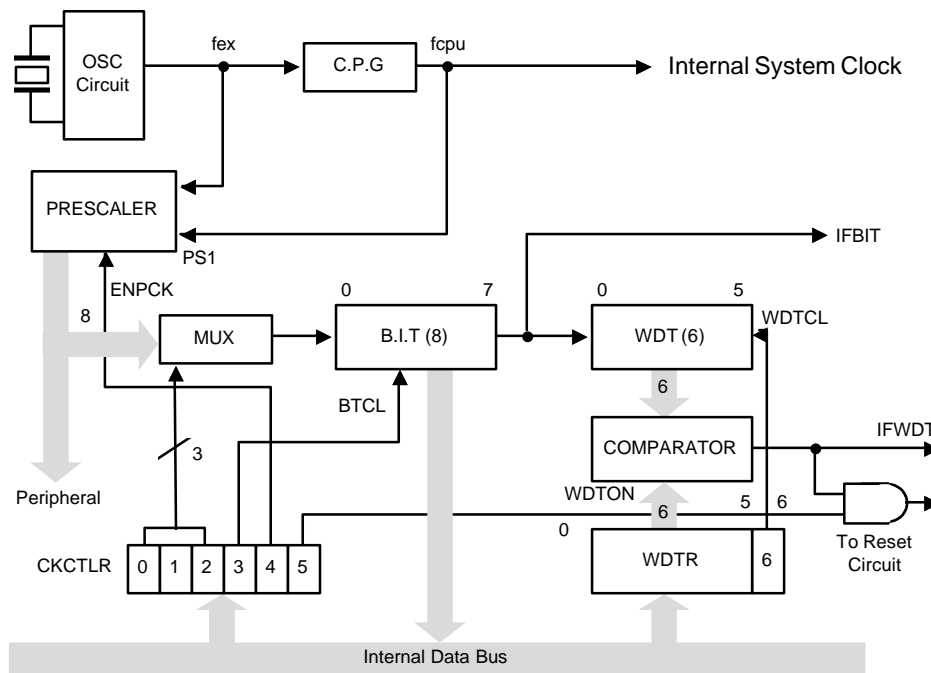 OSC
Circuit
fex
C.P.G
fcpu
Internal System Clock
PRESCALER
PS1
IFBIT
ENPCK
8
MUX
0
7
B.I.T (8)
0
5
WDT (6)
WDTCL
BTCL
6
3
COMPARATOR
IFWDT
Peripheral
WDTON
6
5
6
0
To Reset
Circuit
CKCTLR
0
1
2
3
4
5
WDTR
6
Internal Data Bus